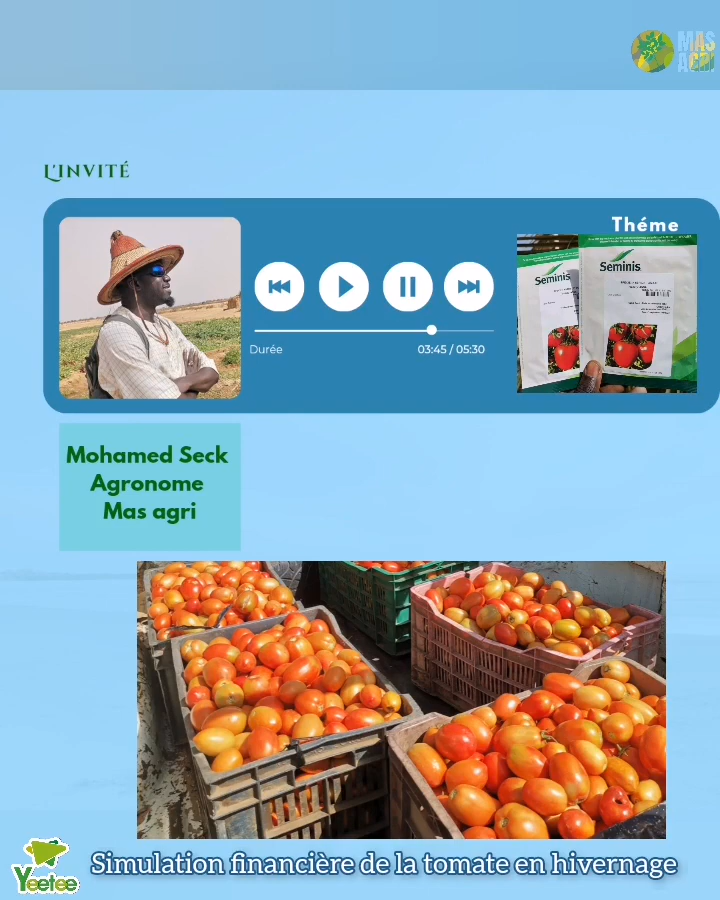 MAS
AGRI
L'INVITÉ
Théme
Seminis
Seminis
Durée
03:45 / 05:30
Mohamed Seck
Agronome
Mas agri
Yeetee
Simulation financière de la tomate en hivernage